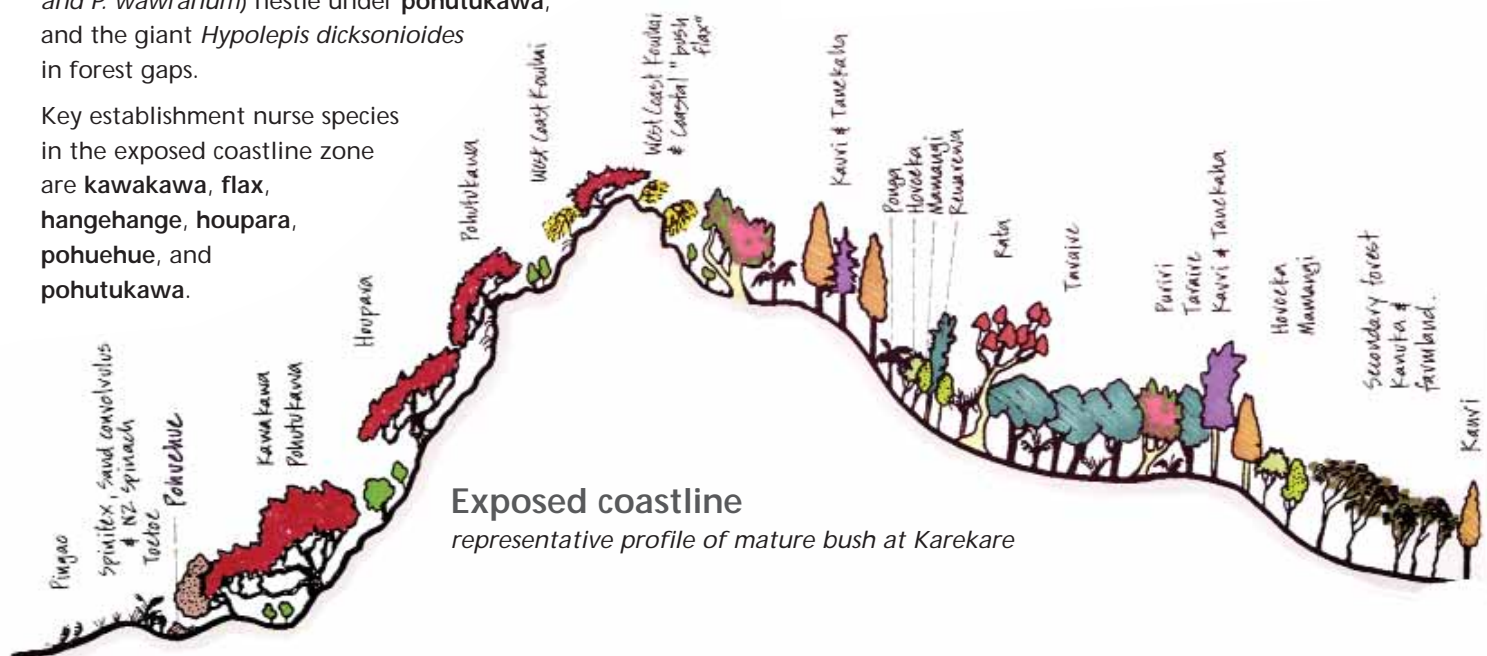 and P. wawranum) nestle under pohutukawa,
and the giant Hypolepis dicksonioides
in forest gaps.
Key establishment nurse species
in the exposed coastline zone
are kawakawa, flax,
hangehange, houpara,
pohuehue, and
pohutukawa.
Pingao
Spinifex, Sand convolvulus
& NZ Spinach
Toetoe
Pohuehue
Kawakawa
Pohutukawa
Houpara
Pohutukawa
West Coast Kowhai
West Coast Kowhai
& Coastal "bush
flax"
Kauri & Tanekaha
Ponga
Horoeka
Mamangi
Rewarewa
Rata
Taraire
Puriri
Taraire
Kauri & Tanekaha
Horoeka
Mamangi
Secondary forest
Kanuka &
farmland.
Kauri
Exposed coastline
representative profile of mature bush at Karekare